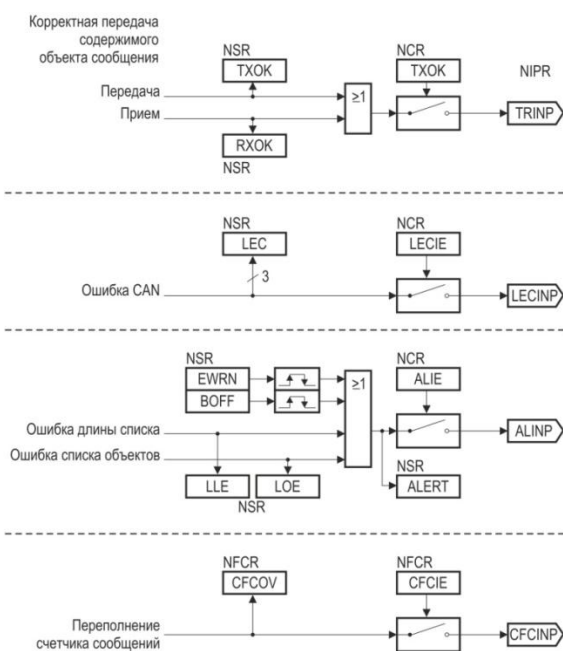 Корректная передача
содержимого
объекта сообщения
NSR
NCR
TXOK
TXOK
NIPR
Передача
≥1
Прием
TRINP
RXOK
NSR
NSR
NCR
LEC
LECIE
3
Ошибка CAN
LECINP
NSR
NCR
EWRN
≥1
ALIE
BOFF
Ошибка длины списка
ALINP
Ошибка списка объектов
NSR
LLE
LOE
ALERT
NSR
NFCR
NFCR
CFCOV
CFCIE
Переполнение
счетчика сообщений
CFCINP